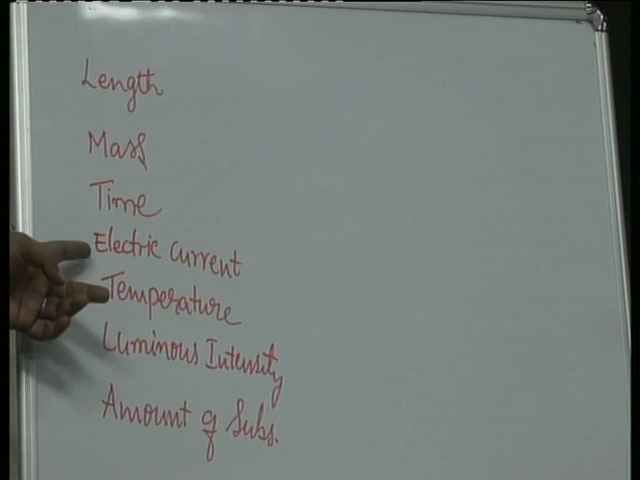 Length
Mass
Time
Electric Current
Temperature
Luminous Intensity
Amount of Subs.